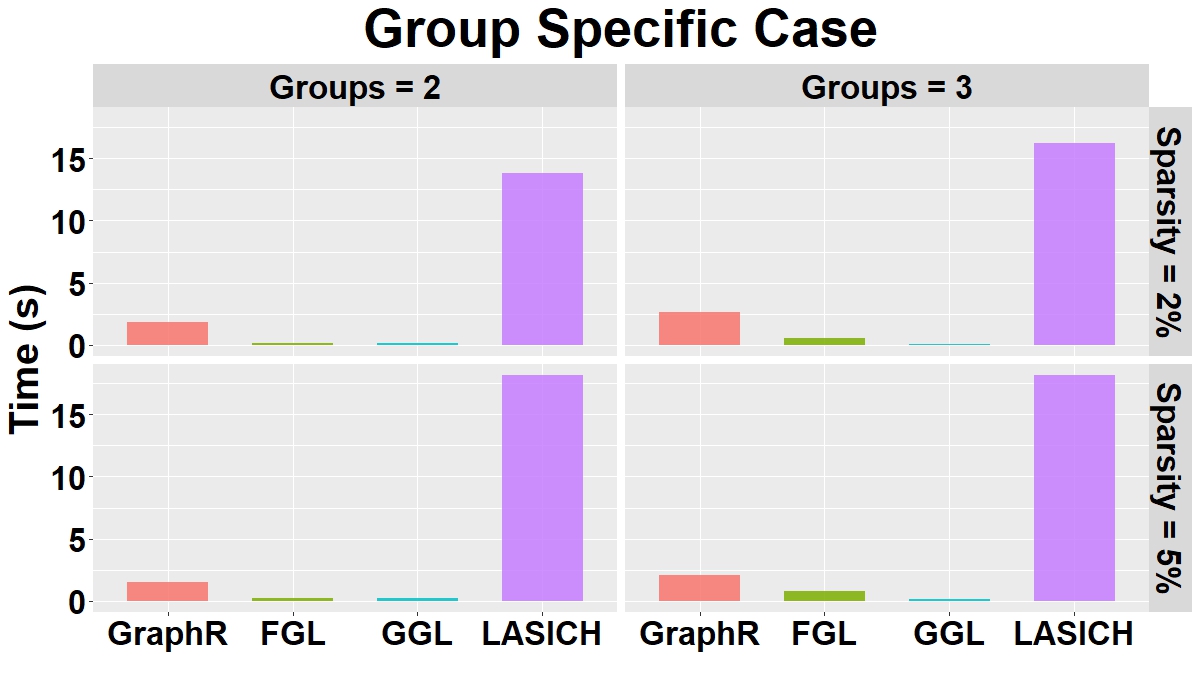 Group Specific Case
Groups = 2
Groups = 3
Time (s)
15
10
5
0
Sparsity = 2%
15
10
5
0
Sparsity = 5%
GraphR FGL GGL LASICH
GraphR FGL GGL LASICH